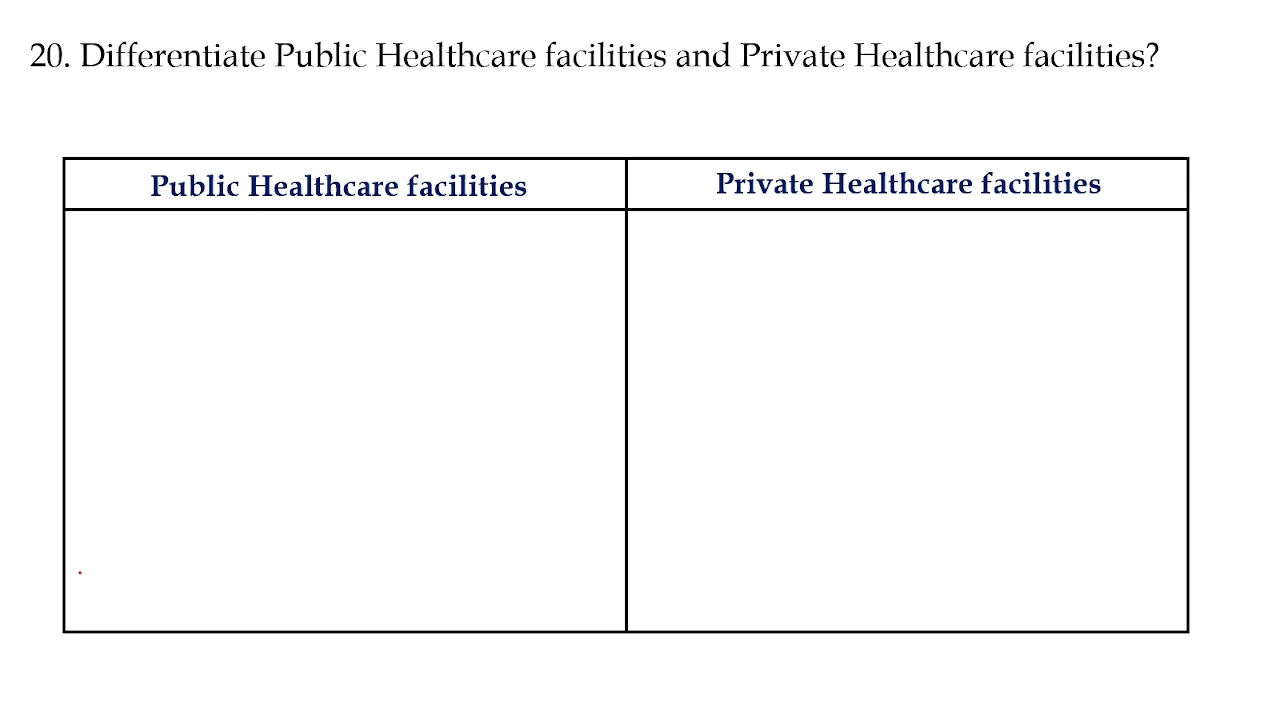 20. Differentiate Public Healthcare facilities and Private Healthcare facilities?
Public Healthcare facilities
Private Healthcare facilities